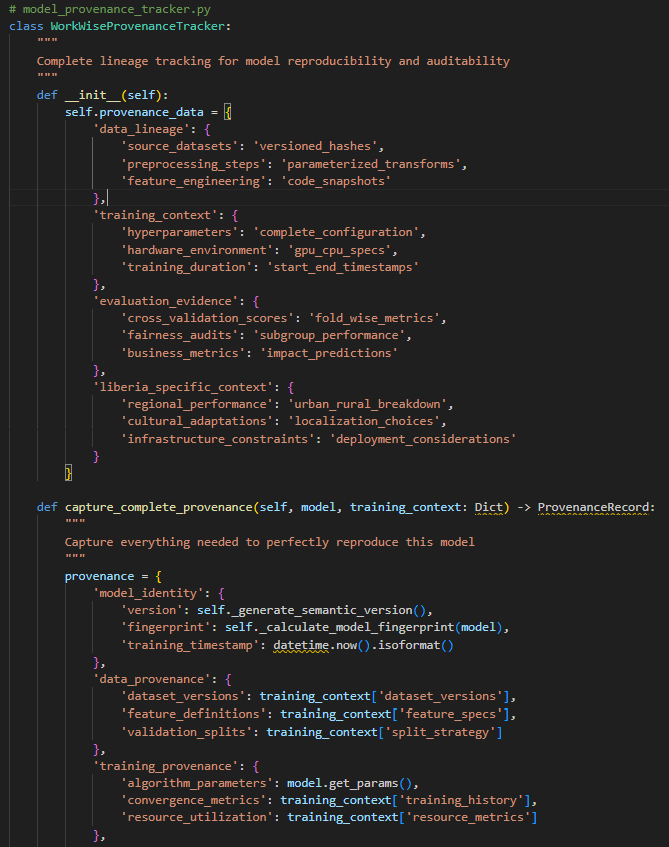 # model_provenance_tracker.py
class WorkWiseProvenanceTracker:
    """
    Complete lineage tracking for model reproducibility and auditability
    """
    def __init__(self):
        self.provenance_data = {
            'data_lineage': {
                'source_datasets': 'versioned_hashes',
                'preprocessing_steps': 'parameterized_transforms',
                'feature_engineering': 'code_snapshots'
            },
            'training_context': {
                'hyperparameters': 'complete_configuration',
                'hardware_environment': 'gpu_cpu_specs',
                'training_duration': 'start_end_timestamps'
            },
            'evaluation_evidence': {
                'cross_validation_scores': 'fold_wise_metrics',
                'fairness_audits': 'subgroup_performance',
                'business_metrics': 'impact_predictions'
            },
            'liberia_specific_context': {
                'regional_performance': 'urban_rural_breakdown',
                'cultural_adaptations': 'localization_choices',
                'infrastructure_constraints': 'deployment_considerations'
            }
        }

    def capture_complete_provenance(self, model, training_context: Dict) -> ProvenanceRecord:
        """
        Capture everything needed to perfectly reproduce this model
        """
        provenance = {
            'model_identity': {
                'version': self._generate_semantic_version(),
                'fingerprint': self._calculate_model_fingerprint(model),
                'training_timestamp': datetime.now().isoformat()
            },
            'data_provenance': {
                'dataset_versions': training_context['dataset_versions'],
                'feature_definitions': training_context['feature_specs'],
                'validation_splits': training_context['split_strategy']
            },
            'training_provenance': {
                'algorithm_parameters': model.get_params(),
                'convergence_metrics': training_context['training_history'],
                'resource_utilization': training_context['resource_metrics']
            },